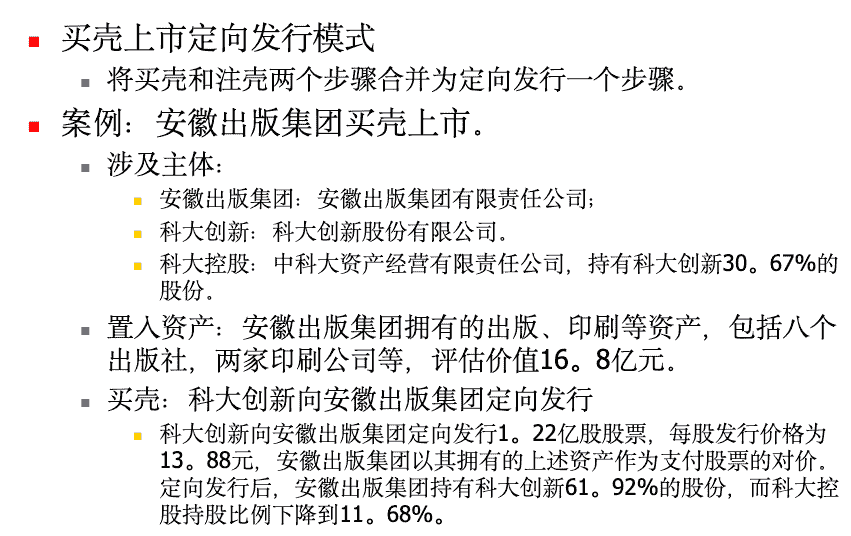 买壳上市定向发行模式
将买壳和注壳两个步骤合并为定向发行一个步骤。
案例：安徽出版集团买壳上市。
涉及主体：
安徽出版集团：安徽出版集团有限责任公司；
科大创新：科大创新股份有限公司。
科大控股：中科大资产经营有限责任公司，持有科大创新30。67%的
股份。
置入资产：安徽出版集团拥有的出版、印刷等资产，包括八个
出版社，两家印刷公司等，评估价值16。8亿元。
买壳：科大创新向安徽出版集团定向发行
科大创新向安徽出版集团定向发行1。22亿股股票，每股发行价格为
13。88元，安徽出版集团以其拥有的上述资产作为支付股票的对价。
定向发行后，安徽出版集团持有科大创新61。92%的股份，而科大控
股持股比例下降到11。68%。